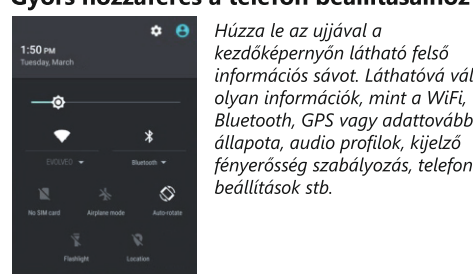 Gyors hozzáférés a telefon beállításaihoz
1:50 PM
Tuesday, March
EVOLVEO
Bluetooth
No SIM card
Airplane mode
Auto-rotate
Flashlight
Location
Húzza le az ujjával a
kezdőképernyőn látható felső
információs sávot. Láthatóvá vál
olyan információk, mint a WiFi,
Bluetooth, GPS vagy adattovább
állapota, audio profilok, kijelző
fényerősség szabályozás, telefon
beállítások stb.